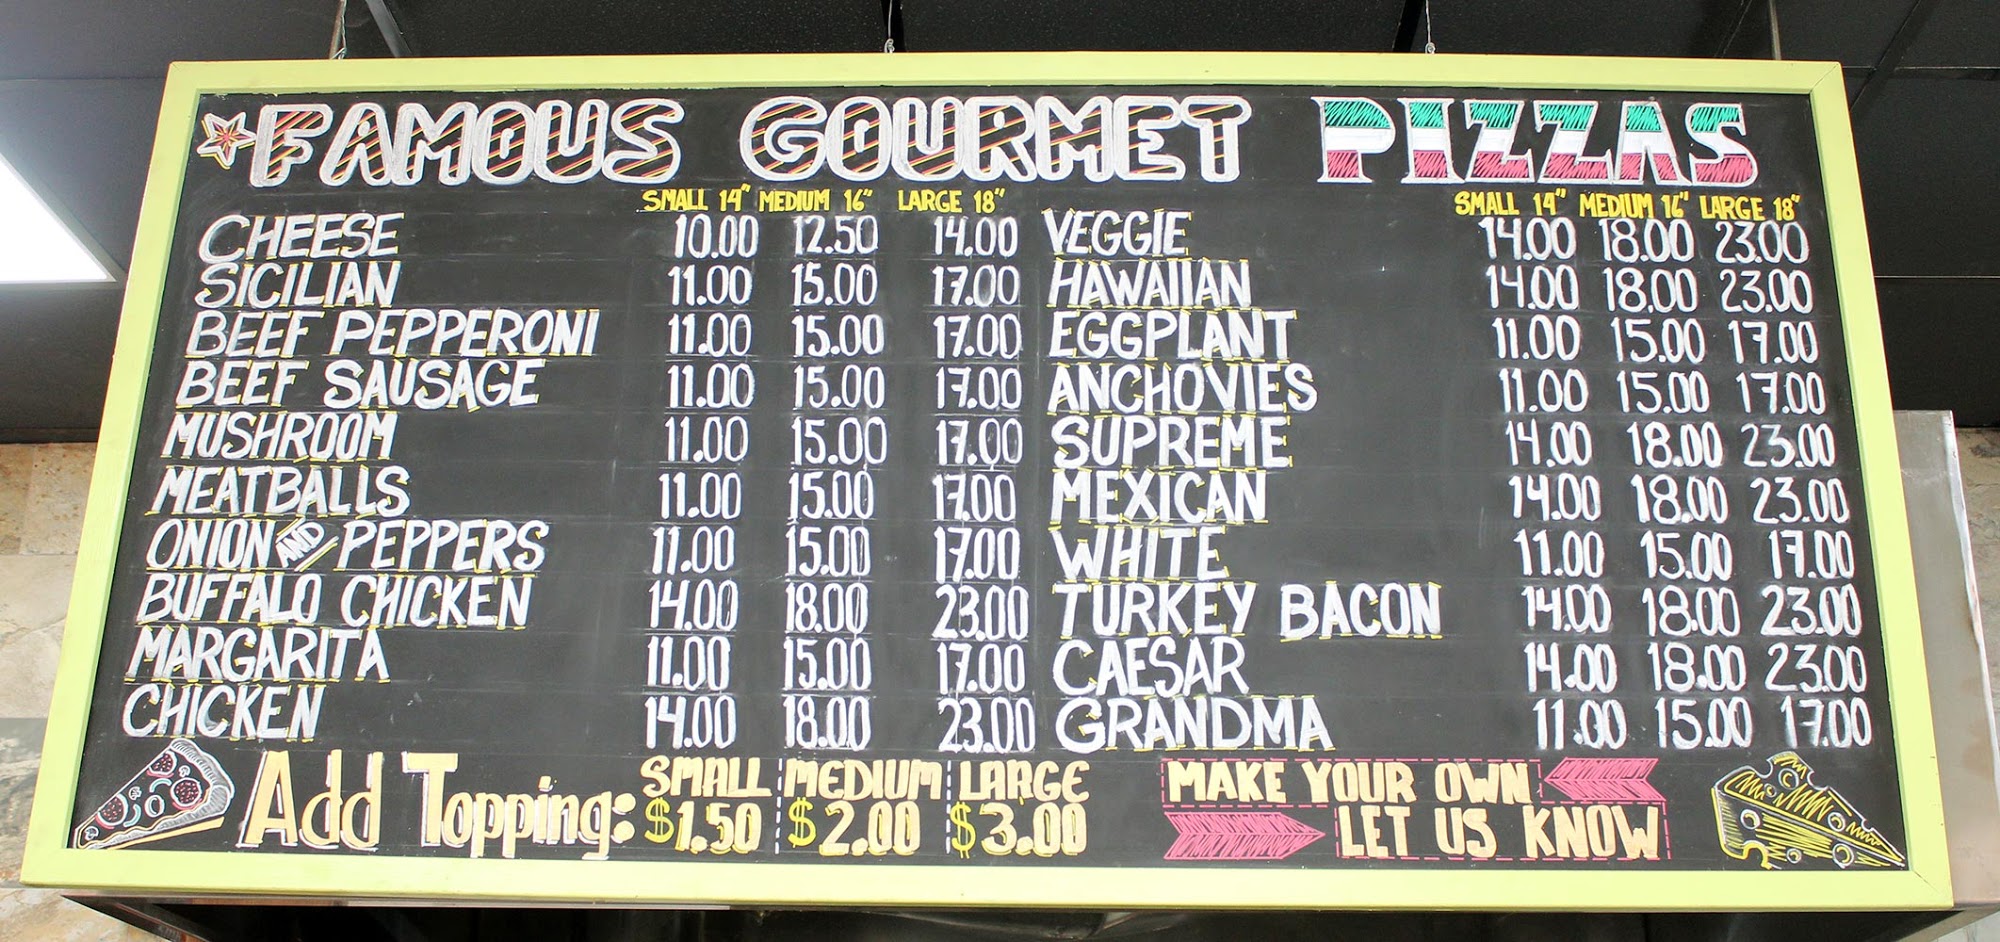 FAMOUS GOURMET PIZZAS
SMALL 14" MEDIUM 16" LARGE 18"
CHEESE 10.00 12.50 14.00
SICILIAN 11.00 15.00 17.00
BEEF PEPPERONI 11.00 15.00 17.00
BEEF SAUSAGE 11.00 15.00 17.00
MUSHROOM 11.00 15.00 17.00
MEATBALLS 11.00 15.00 17.00
ONION AND PEPPERS 11.00 15.00 17.00
BUFFALO CHICKEN 14.00 18.00 23.00
MARGARITA 11.00 15.00 17.00
CHICKEN 14.00 18.00 23.00
SMALL 14" MEDIUM 16" LARGE 18"
VEGGIE 14.00 18.00 23.00
HAWAIIAN 14.00 18.00 23.00
EGGPLANT 11.00 15.00 17.00
ANCHOVIES 11.00 15.00 17.00
SUPREME 14.00 18.00 23.00
MEXICAN 14.00 18.00 23.00
WHITE 11.00 15.00 17.00
TURKEY BACON 14.00 18.00 23.00
CAESAR 14.00 18.00 23.00
GRANDMA 11.00 15.00 17.00
Add Topping: SMALL MEDIUM LARGE
$1.50 $2.00 $3.00
MAKE YOUR OWN
LET US KNOW